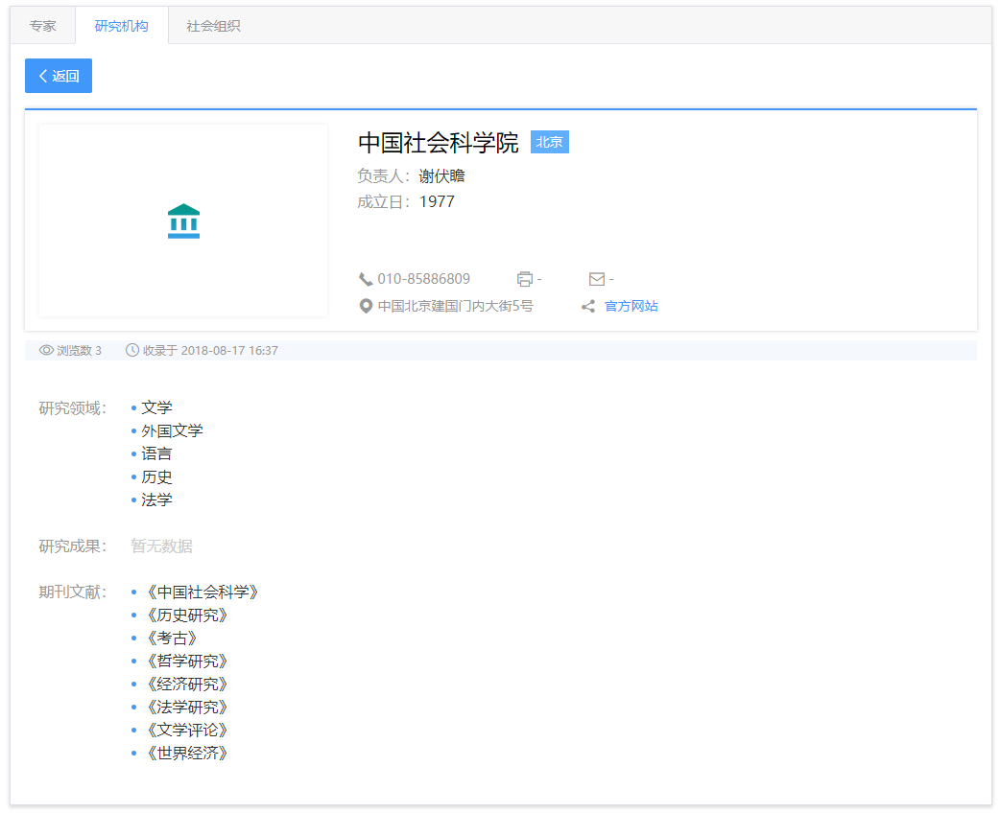 专家 研究机构 社会组织
返回
中国社会科学院 北京
负责人：谢伏瞻
成立日：1977
010-85886809 - -
中国北京建国门内大街5号 官方网站
浏览数 3 收录于 2018-08-17 16:37
研究领域： • 文学
• 外国文学
• 语言
• 历史
• 法学
研究成果： 暂无数据
期刊文献： • 《中国社会科学》
• 《历史研究》
• 《考古》
• 《哲学研究》
• 《经济研究》
• 《法学研究》
• 《文学评论》
• 《世界经济》